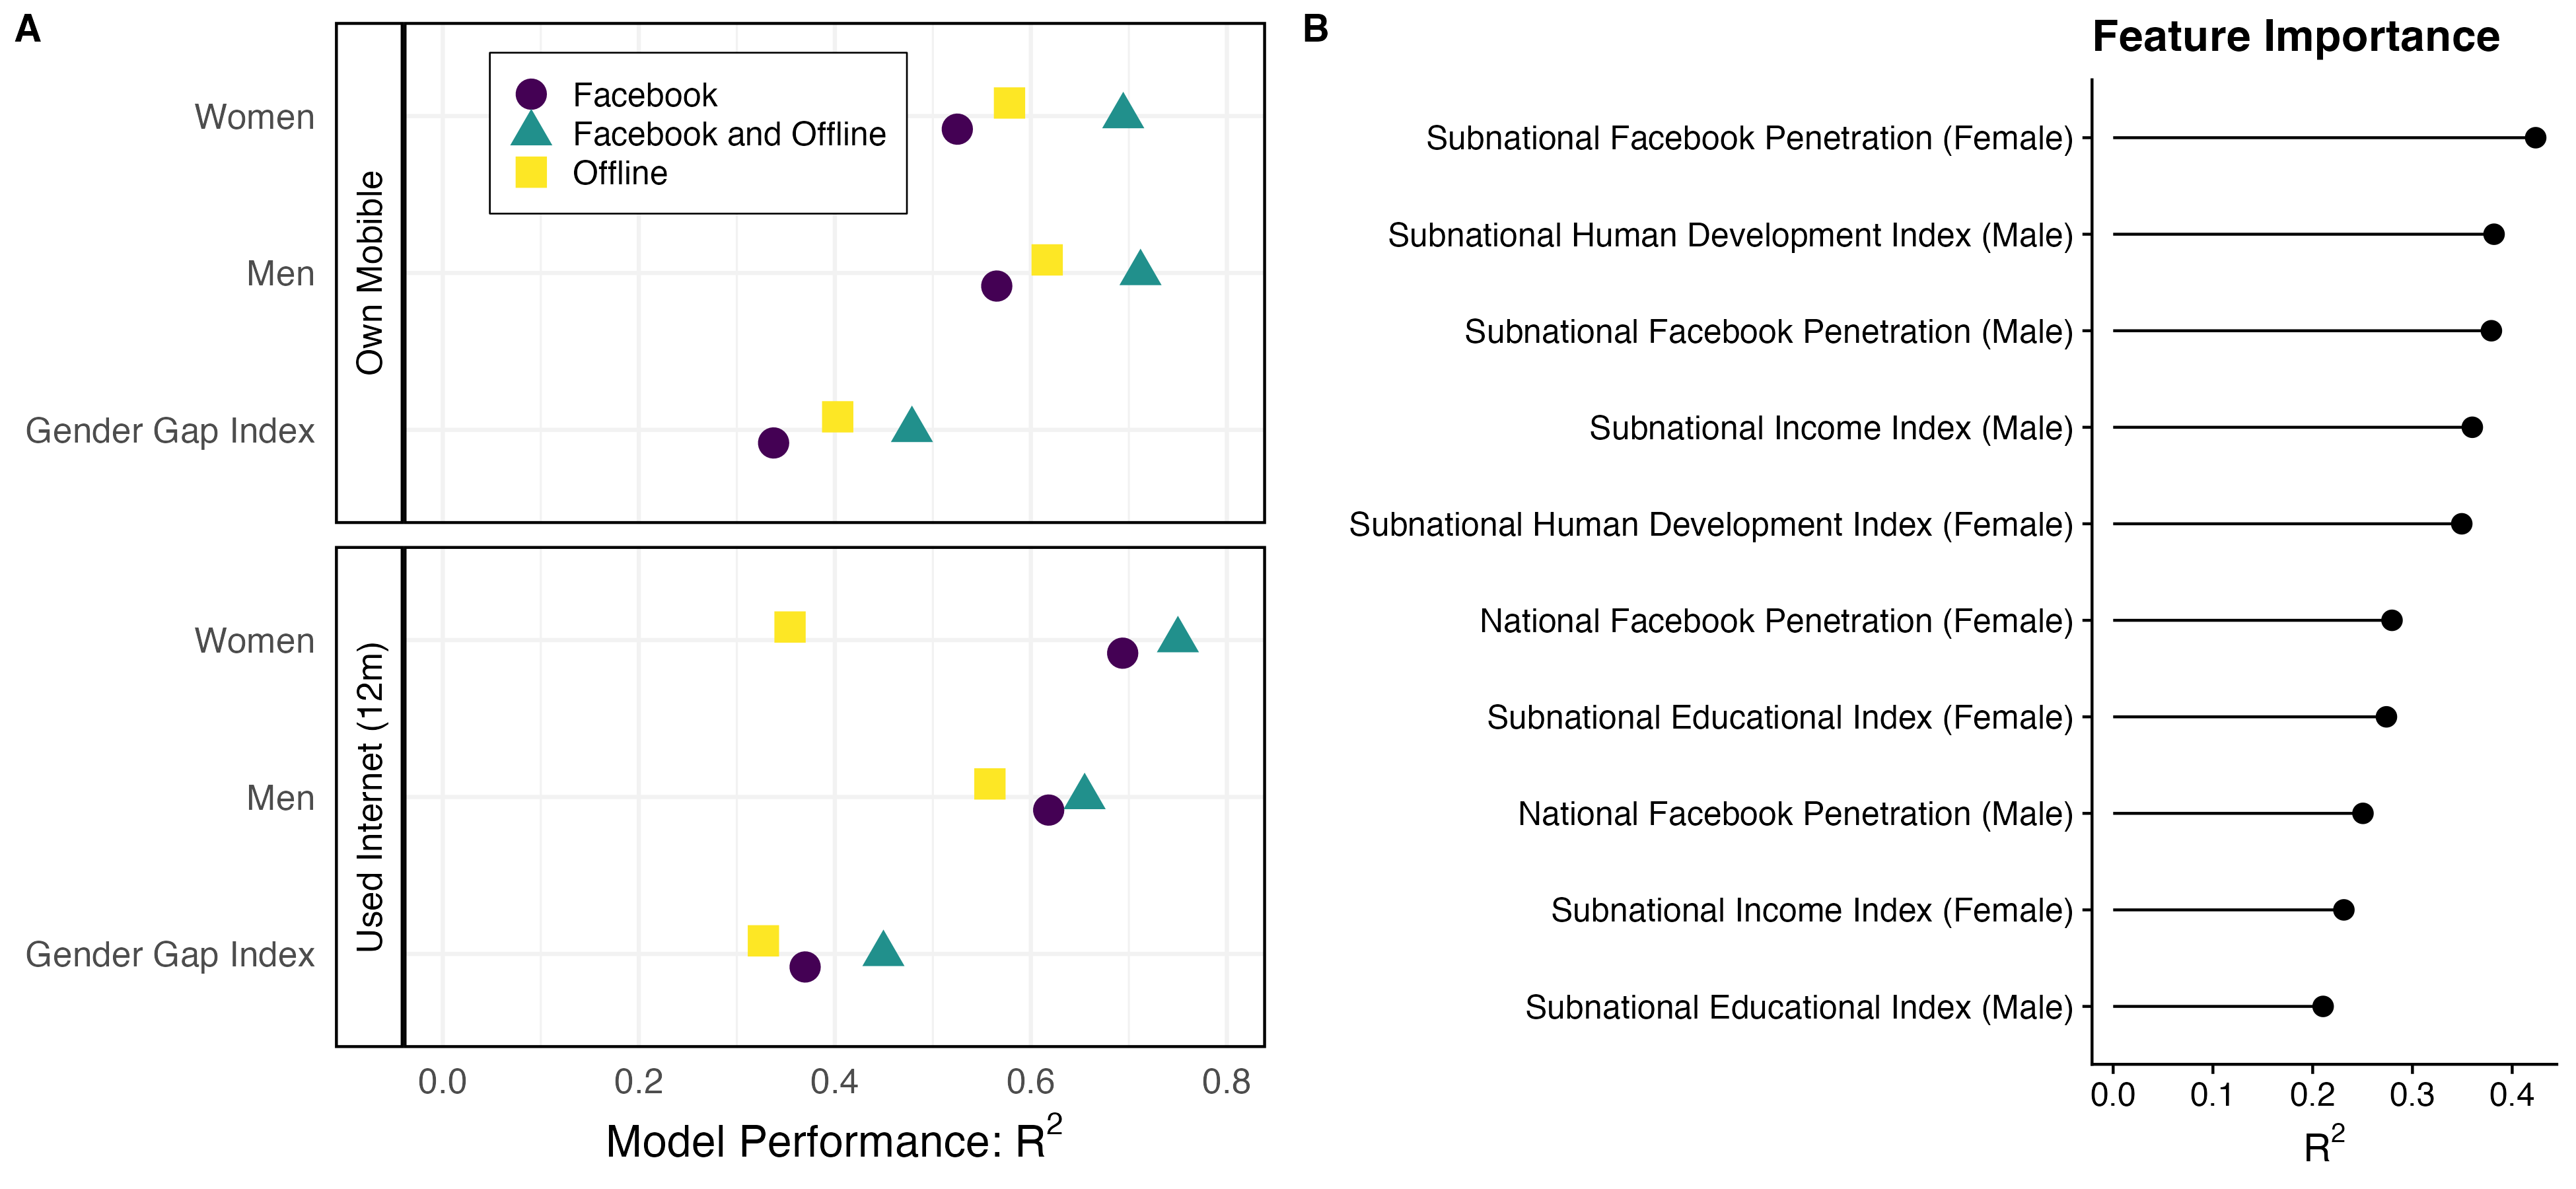 A
Women
Men
Gender Gap Index
Own Mobible
Facebook
Facebook and Offline
Offline
Women
Men
Gender Gap Index
Used Internet (12m)
0.0 0.2 0.4 0.6 0.8
Model Performance: R²
B
Feature Importance
Subnational Facebook Penetration (Female)
Subnational Human Development Index (Male)
Subnational Facebook Penetration (Male)
Subnational Income Index (Male)
Subnational Human Development Index (Female)
National Facebook Penetration (Female)
Subnational Educational Index (Female)
National Facebook Penetration (Male)
Subnational Income Index (Female)
Subnational Educational Index (Male)
0.0 0.1 0.2 0.3 0.4
R²